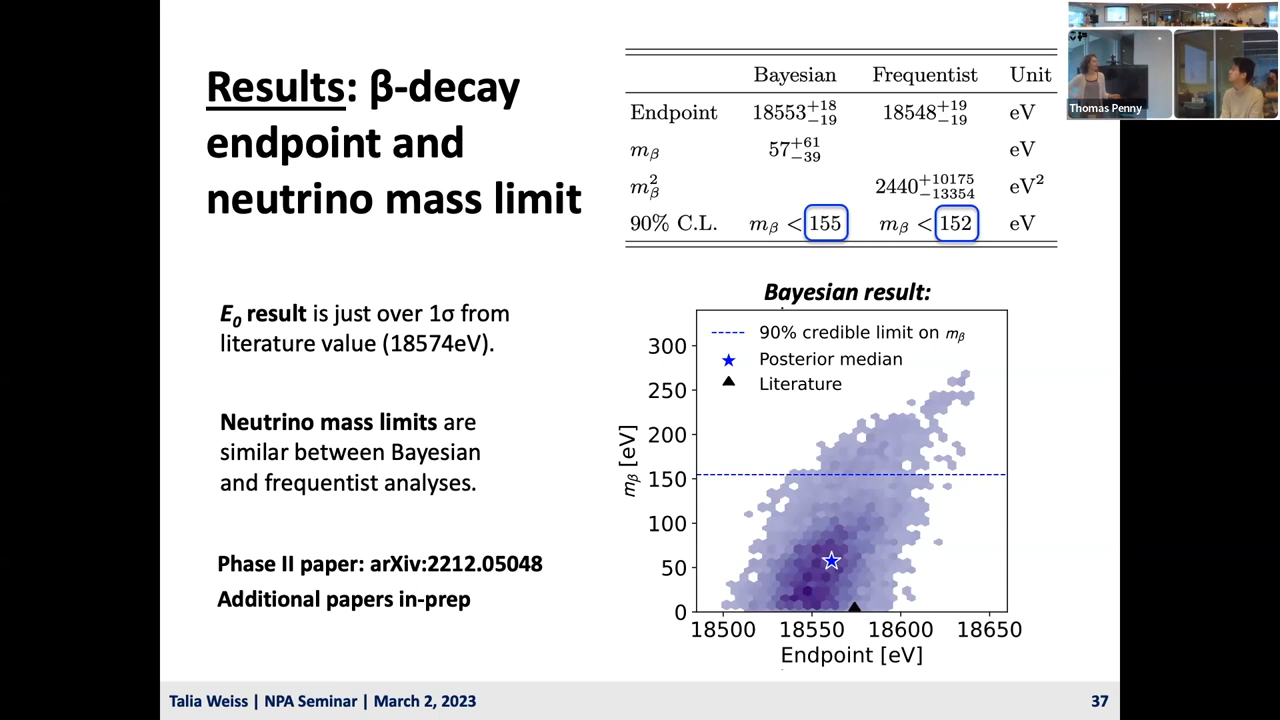 Results: β-decay
endpoint and
neutrino mass limit
Bayesian Frequentist Unit
Endpoint 18553+18 −19 18548+19 −19 eV
mβ 57+61 −39 eV
m2β 2440+10175 −13354 eV2
90% C.L. mβ < 155 mβ < 152 eV
Thomas Penny
E0 result is just over 1σ from
literature value (18574eV).
Neutrino mass limits are
similar between Bayesian
and frequentist analyses.
Phase II paper: arXiv:2212.05048
Additional papers in-prep
Bayesian result:
90% credible limit on mβ
Posterior median
Literature
mβ [eV]
300
250
200
150
100
50
0
18500 18550 18600 18650
Endpoint [eV]
Talia Weiss | NPA Seminar | March 2, 2023 37